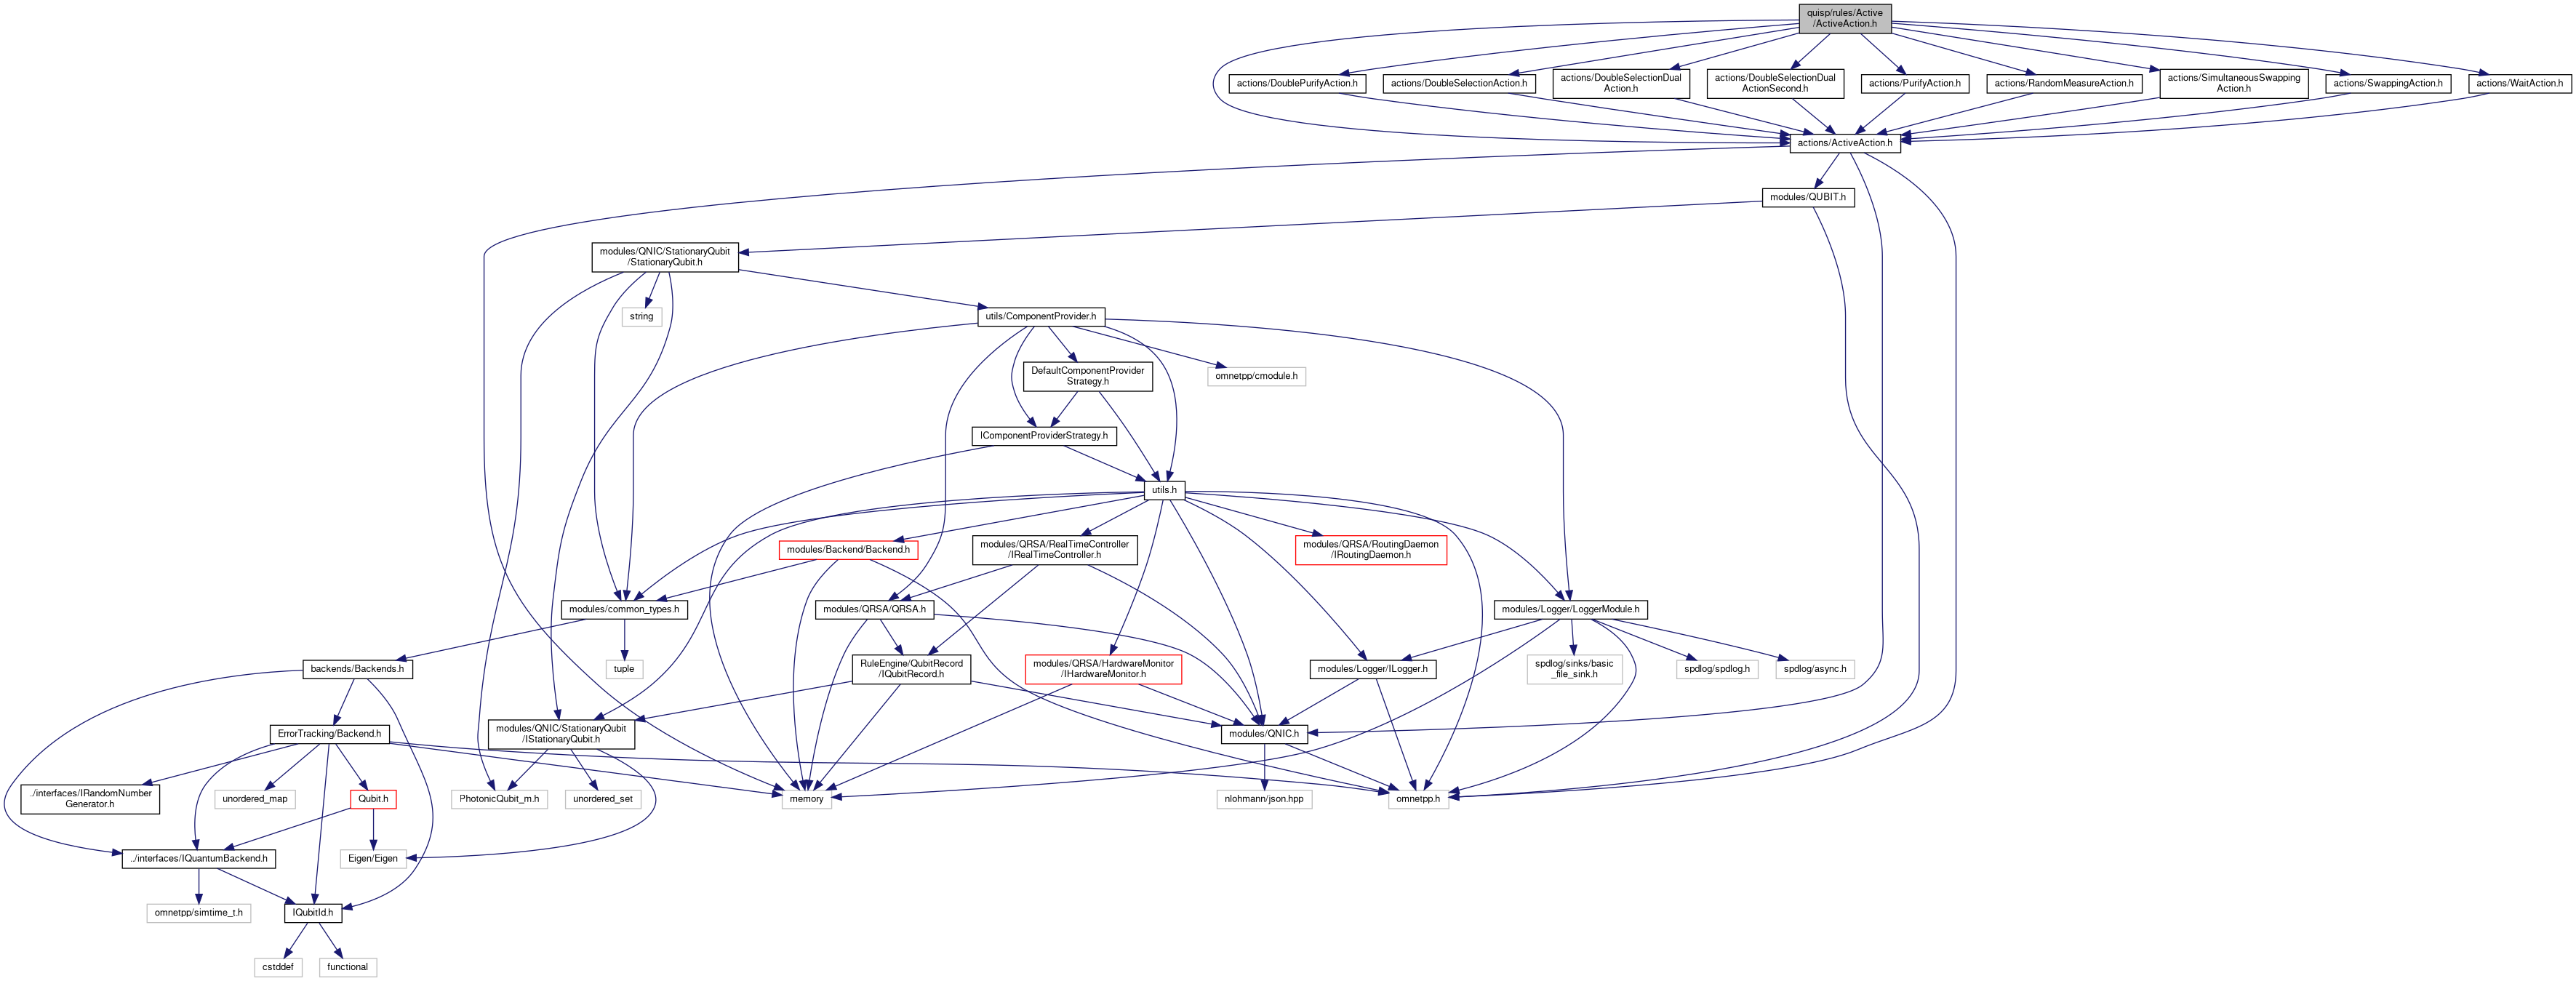 quisp/rules/Active
/ActiveAction.h
actions/DoublePurifyAction.h
actions/DoubleSelectionAction.h
actions/DoubleSelectionDual
Action.h
actions/DoubleSelectionDual
ActionSecond.h
actions/PurifyAction.h
actions/RandomMeasureAction.h
actions/SimultaneousSwapping
Action.h
actions/SwappingAction.h
actions/WaitAction.h
actions/ActiveAction.h
modules/QUBIT.h
modules/QNIC/StationaryQubit
/StationaryQubit.h
string
utils/ComponentProvider.h
DefaultComponentProvider
Strategy.h
omnetpp/cmodule.h
IComponentProviderStrategy.h
utils.h
modules/Backend/Backend.h
modules/QRSA/RealTimeController
/IRealTimeController.h
modules/QRSA/RoutingDaemon
/IRoutingDaemon.h
modules/common_types.h
modules/QRSA/QRSA.h
modules/Logger/LoggerModule.h
backends/Backends.h
tuple
RuleEngine/QubitRecord
/IQubitRecord.h
modules/QRSA/HardwareMonitor
/IHardwareMonitor.h
modules/Logger/ILogger.h
spdlog/sinks/basic
_file_sink.h
spdlog/spdlog.h
spdlog/async.h
ErrorTracking/Backend.h
modules/QNIC/StationaryQubit
/IStationaryQubit.h
modules/QNIC.h
../interfaces/IRandomNumber
Generator.h
unordered_map
Qubit.h
PhotonicQubit_m.h
unordered_set
memory
nlohmann/json.hpp
omnetpp.h
../interfaces/IQuantumBackend.h
Eigen/Eigen
omnetpp/simtime_t.h
IQubitId.h
cstddef
functional